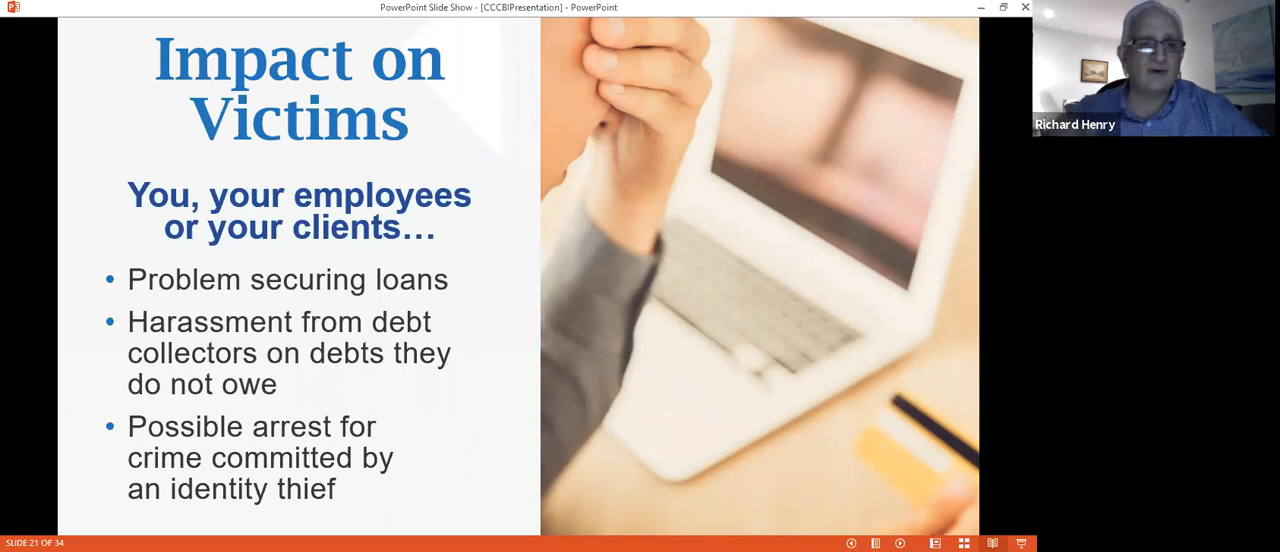 PowerPoint Slide Show - [CCCBIPresentation] - PowerPoint
Impact on
Victims
You, your employees
or your clients…
• Problem securing loans
• Harassment from debt
collectors on debts they
do not owe
• Possible arrest for
crime committed by
an identity thief
Richard Henry
SLIDE 21 OF 34